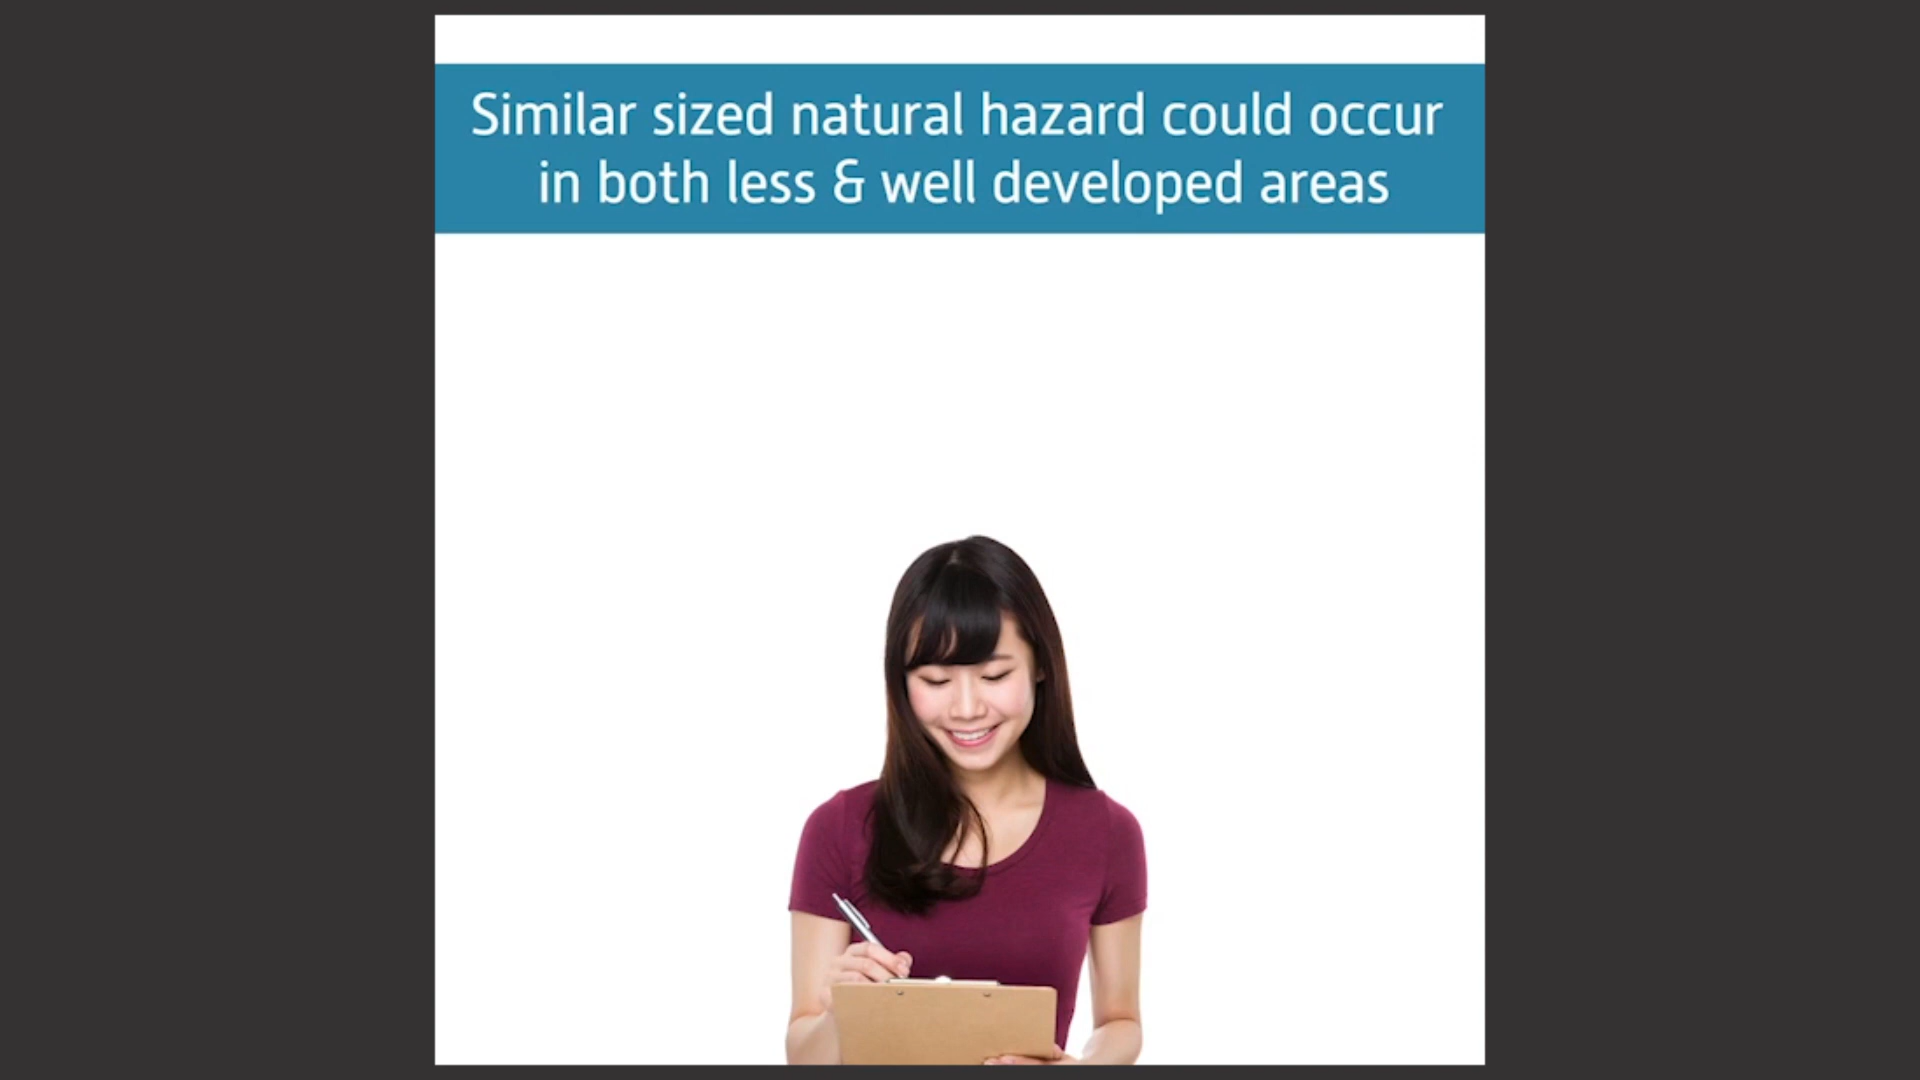 Similar sized natural hazard could occur
in both less & well developed areas